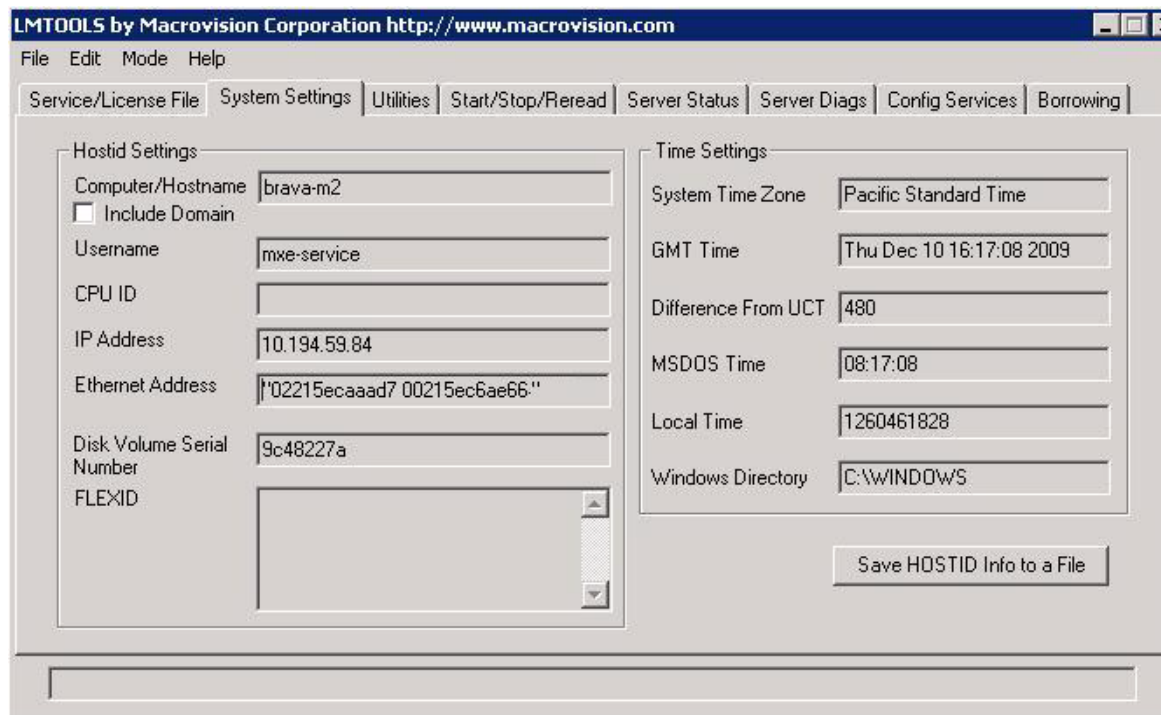 LMTOOLS by Macrovision Corporation http://www.macrovision.com
File Edit Mode Help
Service/License File System Settings Utilities Start/Stop/Reread Server Status Server Diags Config Services Borrowing
Hostid Settings
Computer/Hostname brava-m2
Include Domain
Username mxe-service
CPU ID
IP Address 10.194.59.84
Ethernet Address "02215ecaaad7 00215ec6ae66"
Disk Volume Serial Number 9c48227a
FLEXID
Time Settings
System Time Zone Pacific Standard Time
GMT Time Thu Dec 10 16:17:08 2009
Difference From UCT 480
MSDOS Time 08:17:08
Local Time 1260461828
Windows Directory C:\WINDOWS
Save HOSTID Info to a File